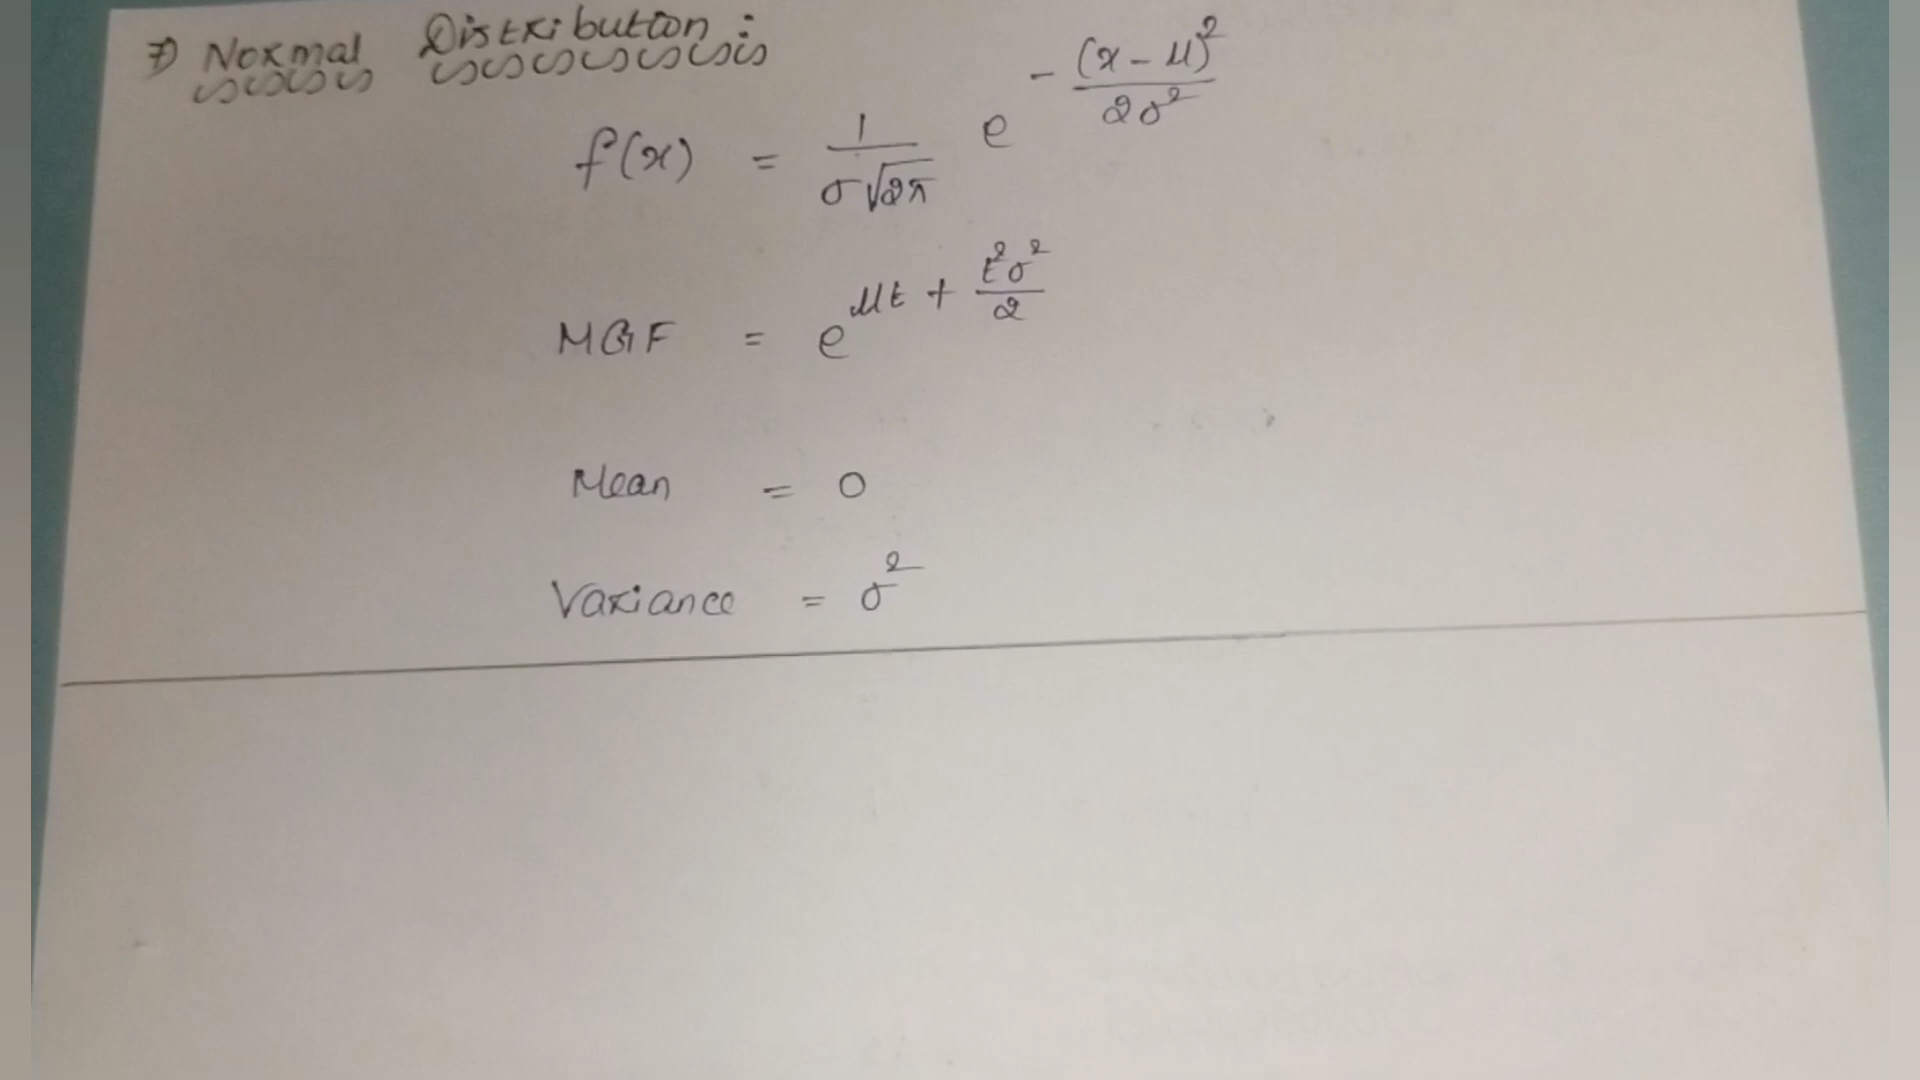 7) Normal Distribution :
f(x) = 1/(σ√2π) e^(-(x-μ)²/2σ²)
MGF = e^(μt + t²σ²/2)
Mean = 0
Variance = σ²